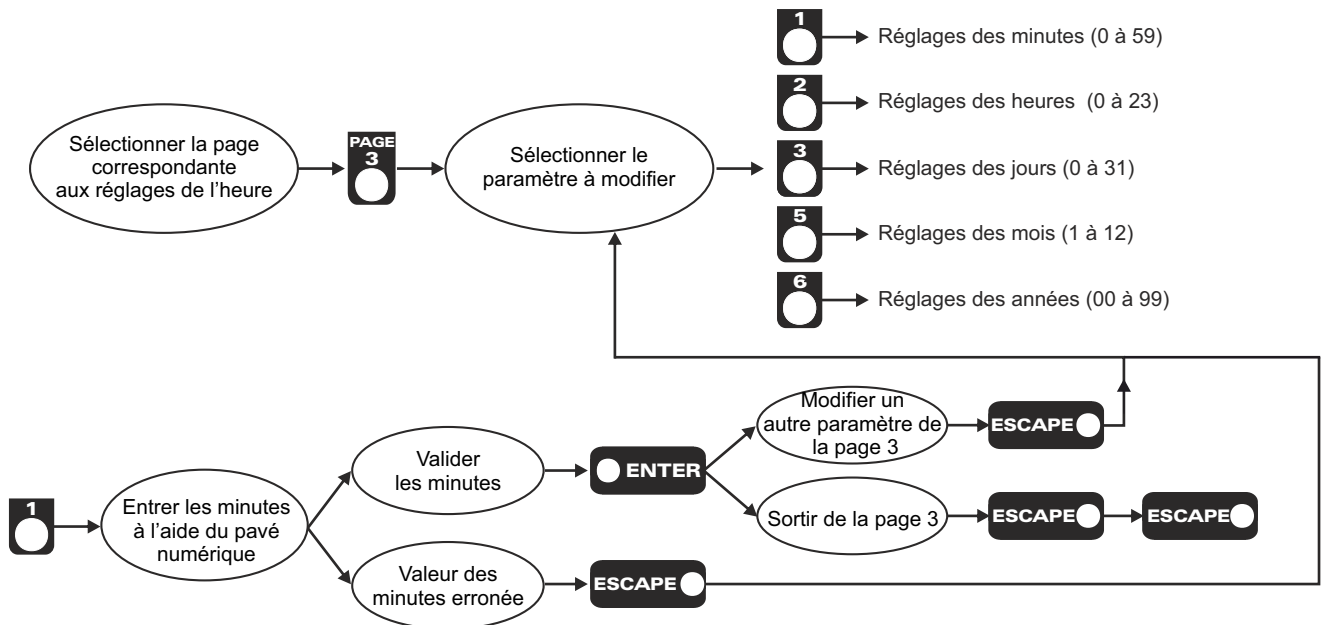 1
Réglages des minutes (0 à 59)
2
Réglages des heures (0 à 23)
Sélectionner la page
correspondante
aux réglages de l'heure
PAGE
3
Sélectionner le
paramètre à modifier
3
Réglages des jours (0 à 31)
5
Réglages des mois (1 à 12)
6
Réglages des années (00 à 99)
1
Entrer les minutes
à l'aide du pavé
numérique
Valider
les minutes
ENTER
Modifier un
autre paramètre de
la page 3
ESCAPE
Sortir de la page 3
ESCAPE
ESCAPE
Valeur des
minutes erronée
ESCAPE